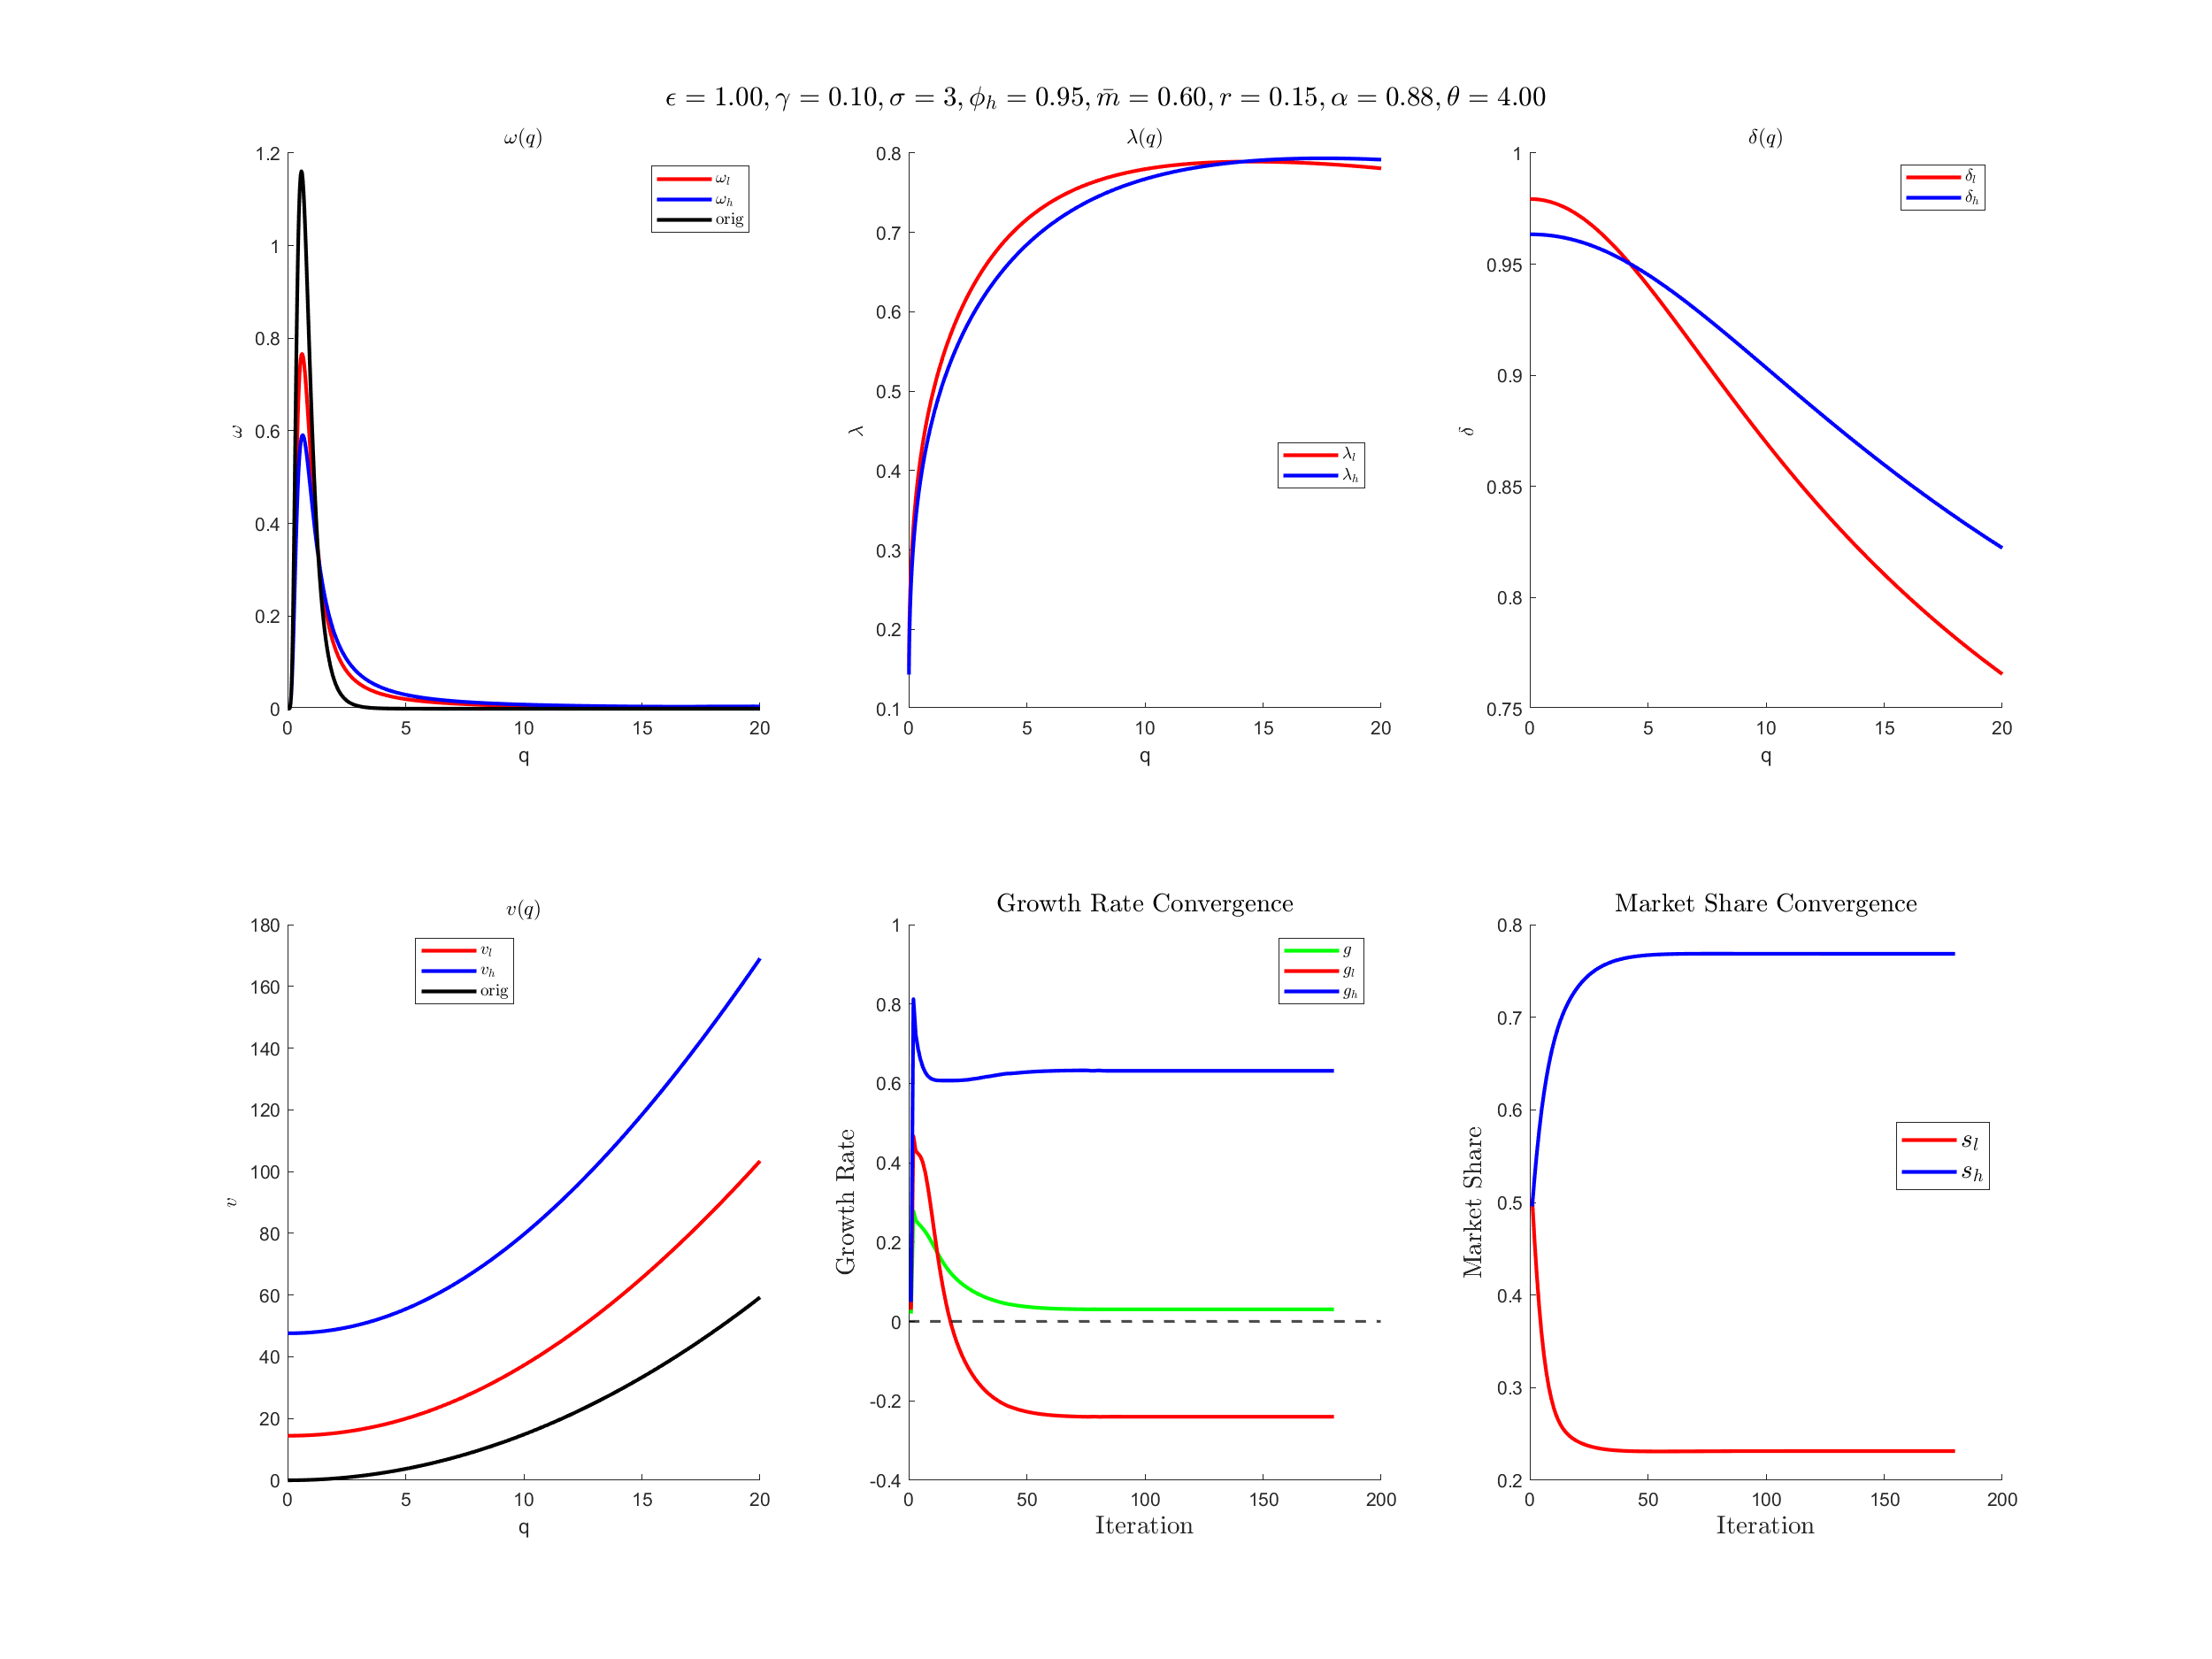 ϵ = 1.00, γ = 0.10, σ = 3, ϕ_h = 0.95, m̄ = 0.60, r = 0.15, α = 0.88, θ = 4.00
ω(q)
1.2
1
0.8
0.6
0.4
0.2
0
ω
0 5 10 15 20
q
ω_l
ω_h
orig
λ(q)
0.8
0.7
0.6
0.5
0.4
0.3
0.2
0.1
λ
0 5 10 15 20
q
λ_l
λ_h
δ(q)
1
0.95
0.9
0.85
0.8
0.75
δ
0 5 10 15 20
q
δ_l
δ_h
v(q)
180
160
140
120
100
80
60
40
20
0
v
0 5 10 15 20
q
v_l
v_h
orig
Growth Rate Convergence
1
0.8
0.6
0.4
0.2
0
-0.2
-0.4
Growth Rate
0 50 100 150 200
Iteration
g
g_l
g_h
Market Share Convergence
0.8
0.7
0.6
0.5
0.4
0.3
0.2
Market Share
0 50 100 150 200
Iteration
s_l
s_h